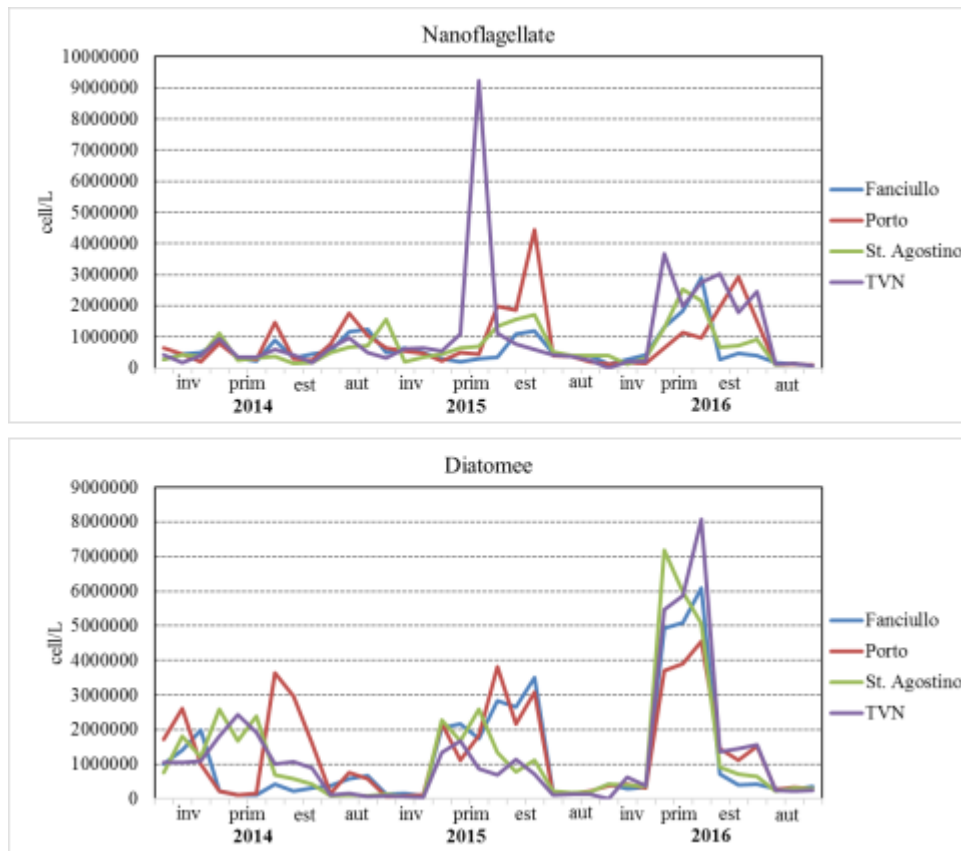 Nanoflagellate
10000000
9000000
8000000
7000000
6000000
5000000
4000000
3000000
2000000
1000000
0
cell/L
inv prim est aut inv prim est aut inv prim est aut
2014 2015 2016
Fanciullo
Porto
St. Agostino
TVN
Diatomee
9000000
8000000
7000000
6000000
5000000
4000000
3000000
2000000
1000000
0
cell/L
inv prim est aut inv prim est aut inv prim est aut
2014 2015 2016
Fanciullo
Porto
St. Agostino
TVN